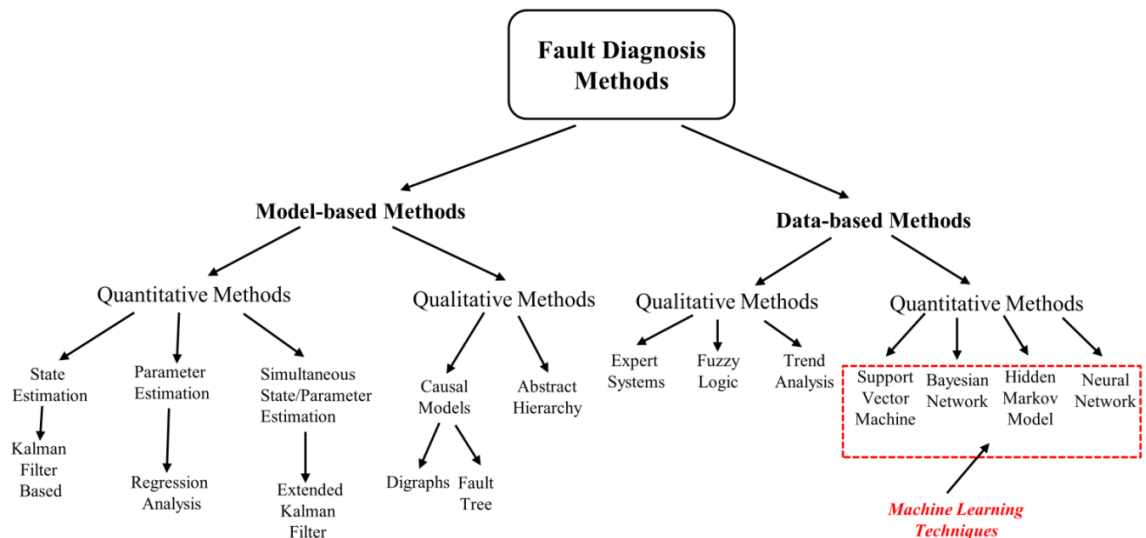 Fault Diagnosis
Methods
Model-based Methods
Data-based Methods
Quantitative Methods
Qualitative Methods
Qualitative Methods
Quantitative Methods
State
Estimation
Parameter
Estimation
Simultaneous
State/Parameter
Estimation
Causal
Models
Abstract
Hierarchy
Expert
Systems
Fuzzy
Logic
Trend
Analysis
Support
Vector
Machine
Bayesian
Network
Hidden
Markov
Model
Neural
Network
Kalman
Filter
Based
Regression
Analysis
Extended
Kalman
Filter
Digraphs
Fault
Tree
Machine Learning
Techniques